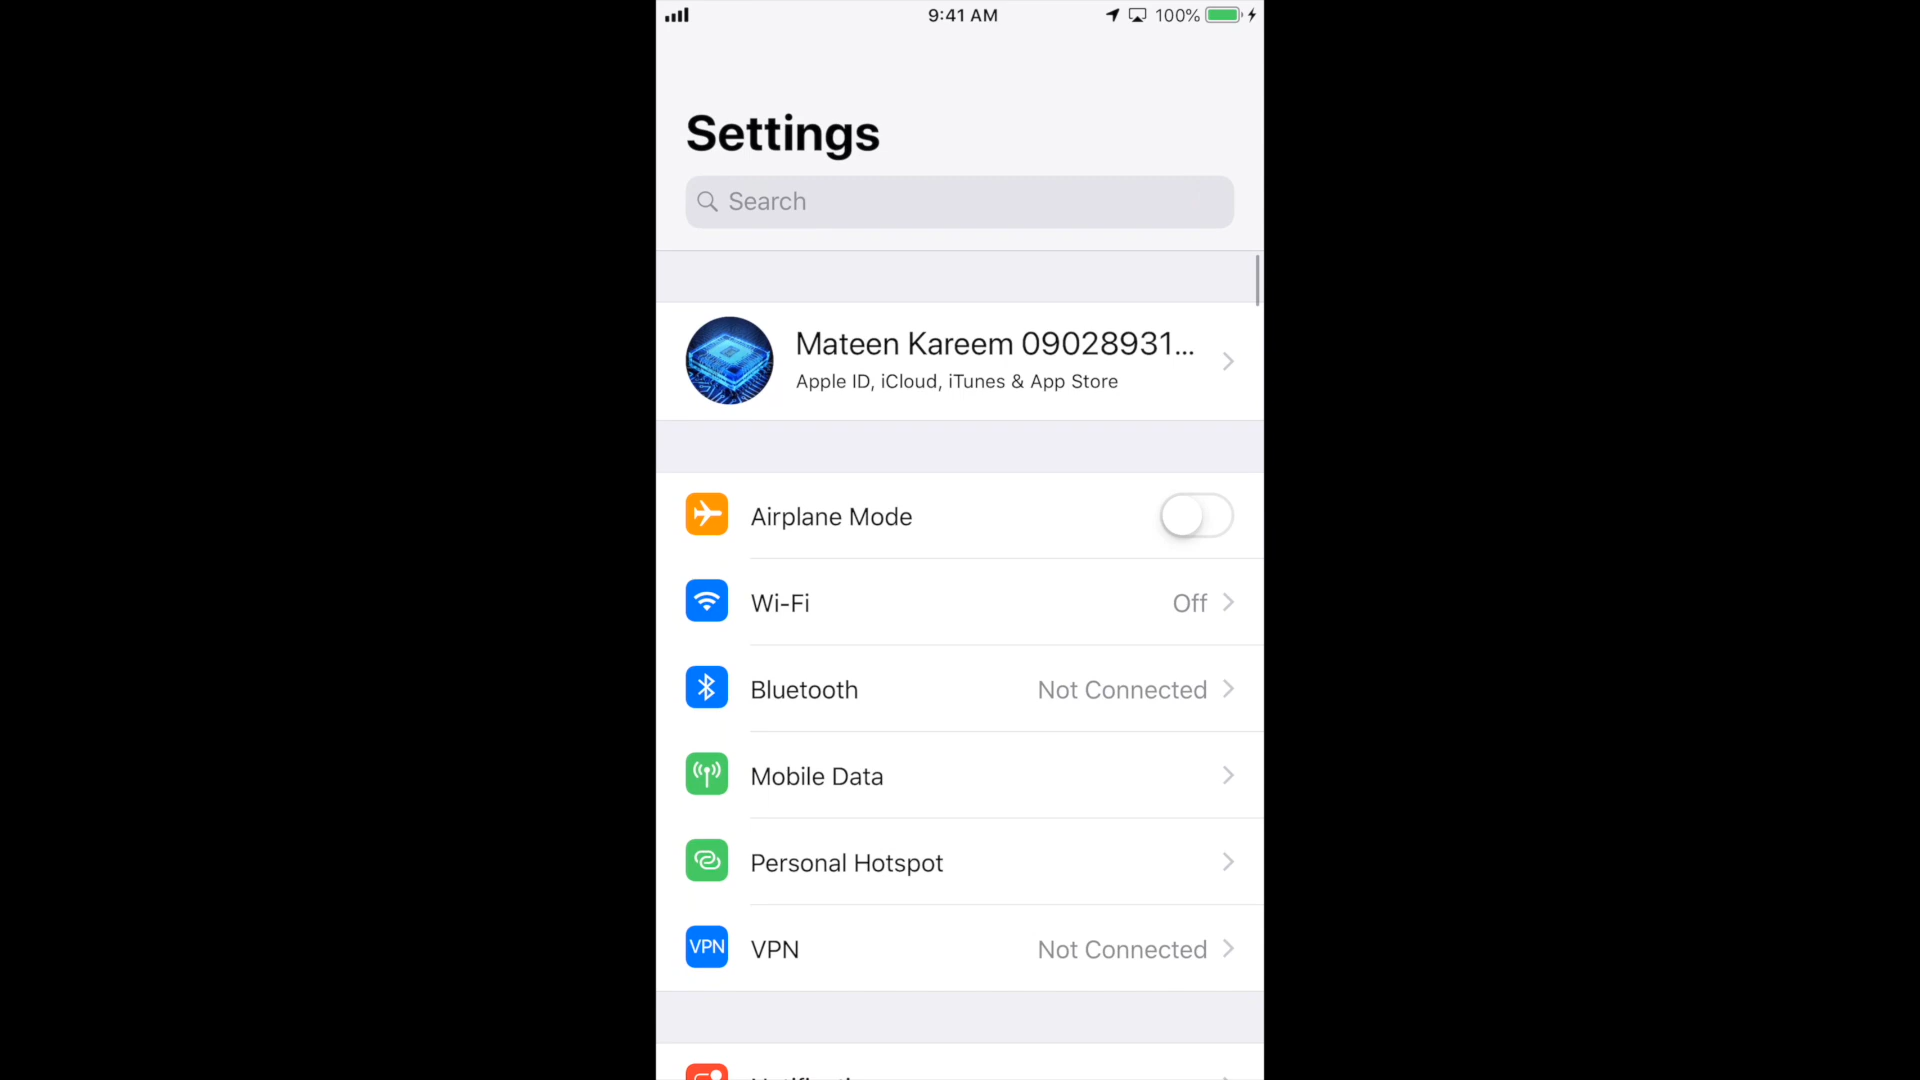 9:41 AM
100%
Settings
Search
Mateen Kareem 09028931...
Apple ID, iCloud, iTunes & App Store
Airplane Mode
Wi-Fi
Off
Bluetooth
Not Connected
Mobile Data
Personal Hotspot
VPN
VPN
Not Connected